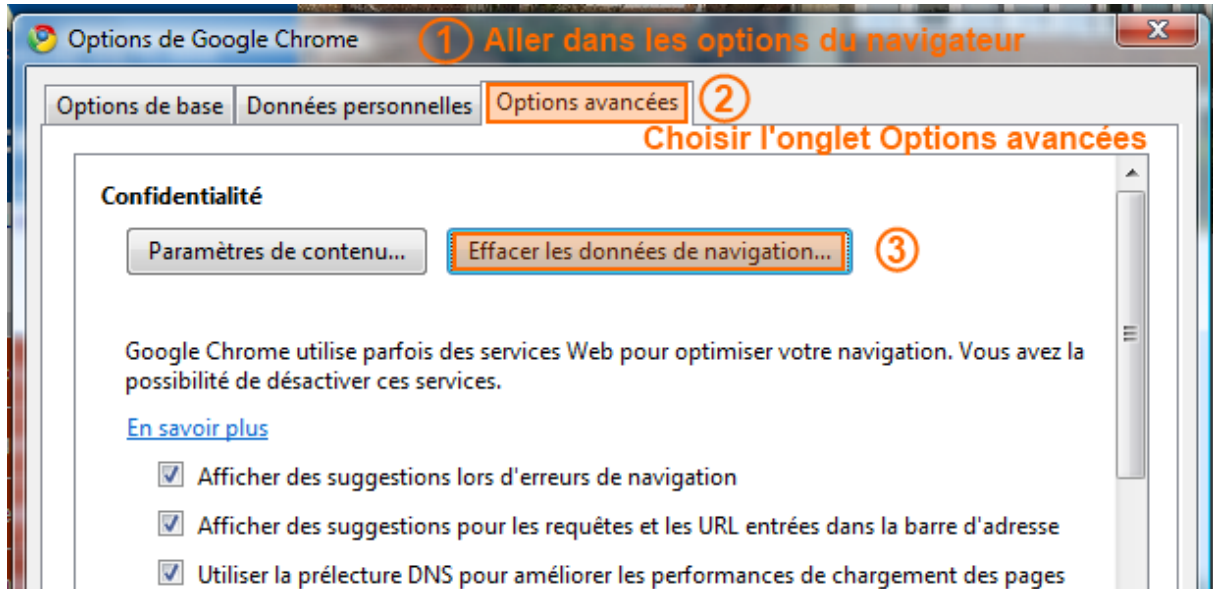 Options de Google Chrome
① Aller dans les options du navigateur
X
Options de base
Données personnelles
Options avancées
②
Choisir l'onglet Options avancées
Confidentialité
Paramètres de contenu...
Effacer les données de navigation...
③
Google Chrome utilise parfois des services Web pour optimiser votre navigation. Vous avez la
possibilité de désactiver ces services.
En savoir plus
Afficher des suggestions lors d'erreurs de navigation
Afficher des suggestions pour les requêtes et les URL entrées dans la barre d'adresse
Utiliser la prélecture DNS pour améliorer les performances de chargement des pages